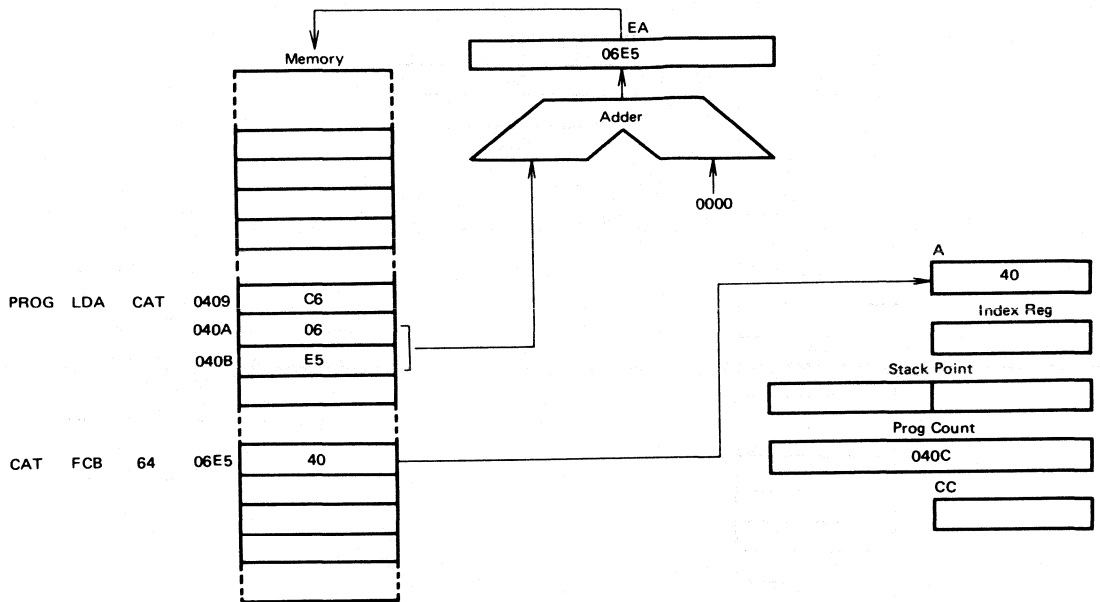 EA
06E5
Memory
Adder
0000
A
40
PROG LDA CAT 0409 C6
Index Reg
040A 06
040B E5
Stack Point
Prog Count
040C
CAT FCB 64 06E5 40
CC